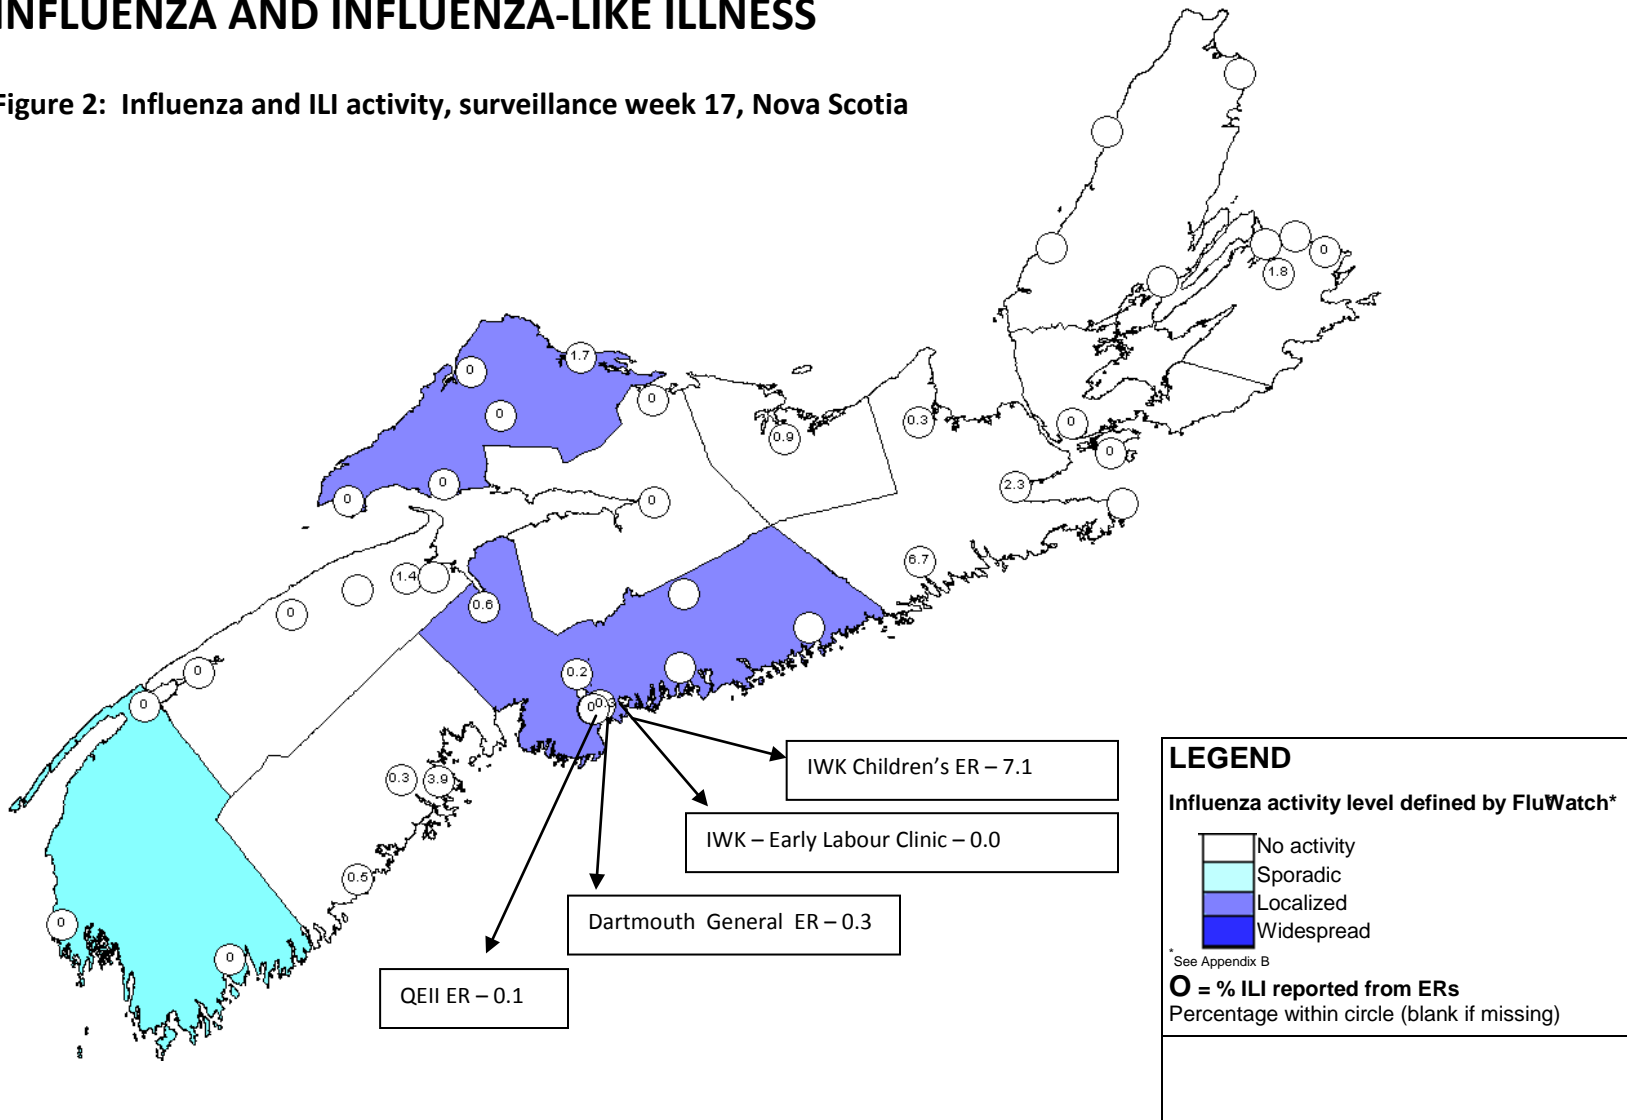 INFLUENZA AND INFLUENZA-LIKE ILLNESS
Figure 2: Influenza and ILI activity, surveillance week 17, Nova Scotia
0
1.8
1.7
0
0
0
0.9
0.3
0
0
0
0
0
2.3
6.7
1.4
0
0.6
0
0.2
0
0
0.3
0.3
3.9
0.5
0
0
IWK Children's ER – 7.1
IWK – Early Labour Clinic – 0.0
Dartmouth General ER – 0.3
QEII ER – 0.1
LEGEND
Influenza activity level defined by FluWatch*
No activity
Sporadic
Localized
Widespread
* See Appendix B
O = % ILI reported from ERs
Percentage within circle (blank if missing)